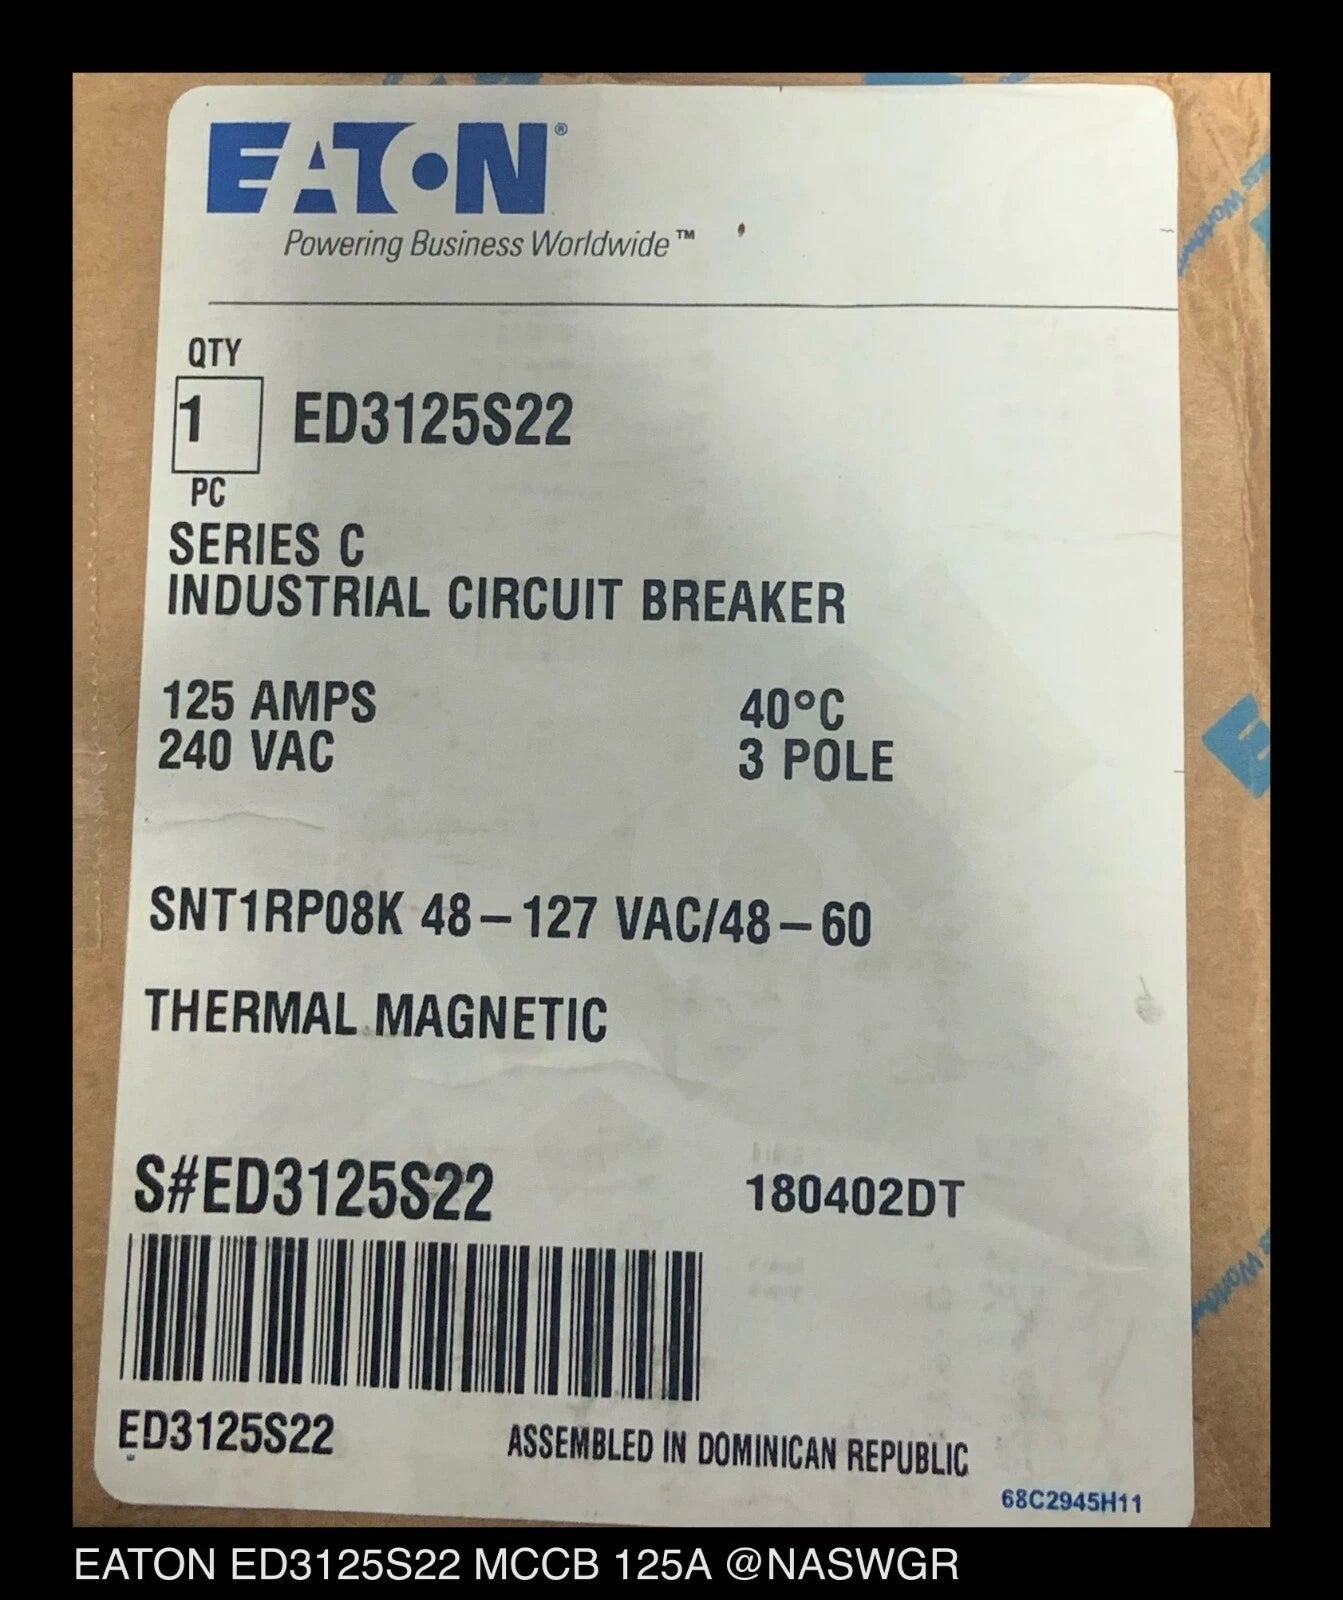 EATON®
Powering Business Worldwide™
QTY
1 ED3125S22
PC
SERIES C
INDUSTRIAL CIRCUIT BREAKER
125 AMPS 40°C
240 VAC 3 POLE
SNT1RP08K 48–127 VAC/48–60
THERMAL MAGNETIC
S#ED3125S22 180402DT
ED3125S22 ASSEMBLED IN DOMINICAN REPUBLIC
68C2945H11
EATON ED3125S22 MCCB 125A @NASWGR